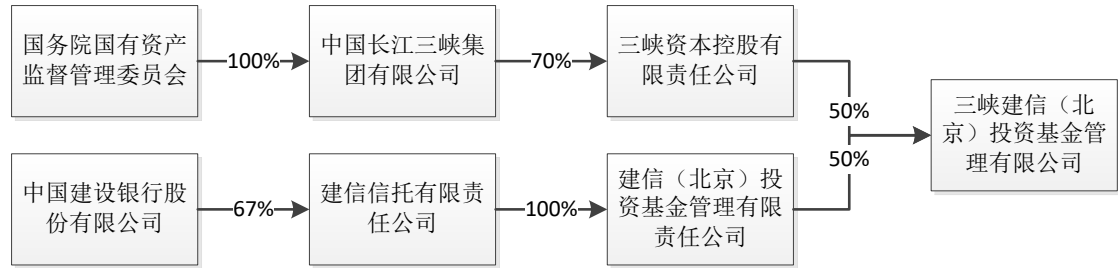 国务院国有资产
监督管理委员会
100%
中国长江三峡集
团有限公司
70%
三峡资本控股有
限责任公司
50%
三峡建信（北
京）投资基金管
理有限公司
50%
中国建设银行股
份有限公司
67%
建信信托有限责
任公司
100%
建信（北京）投
资基金管理有限
责任公司